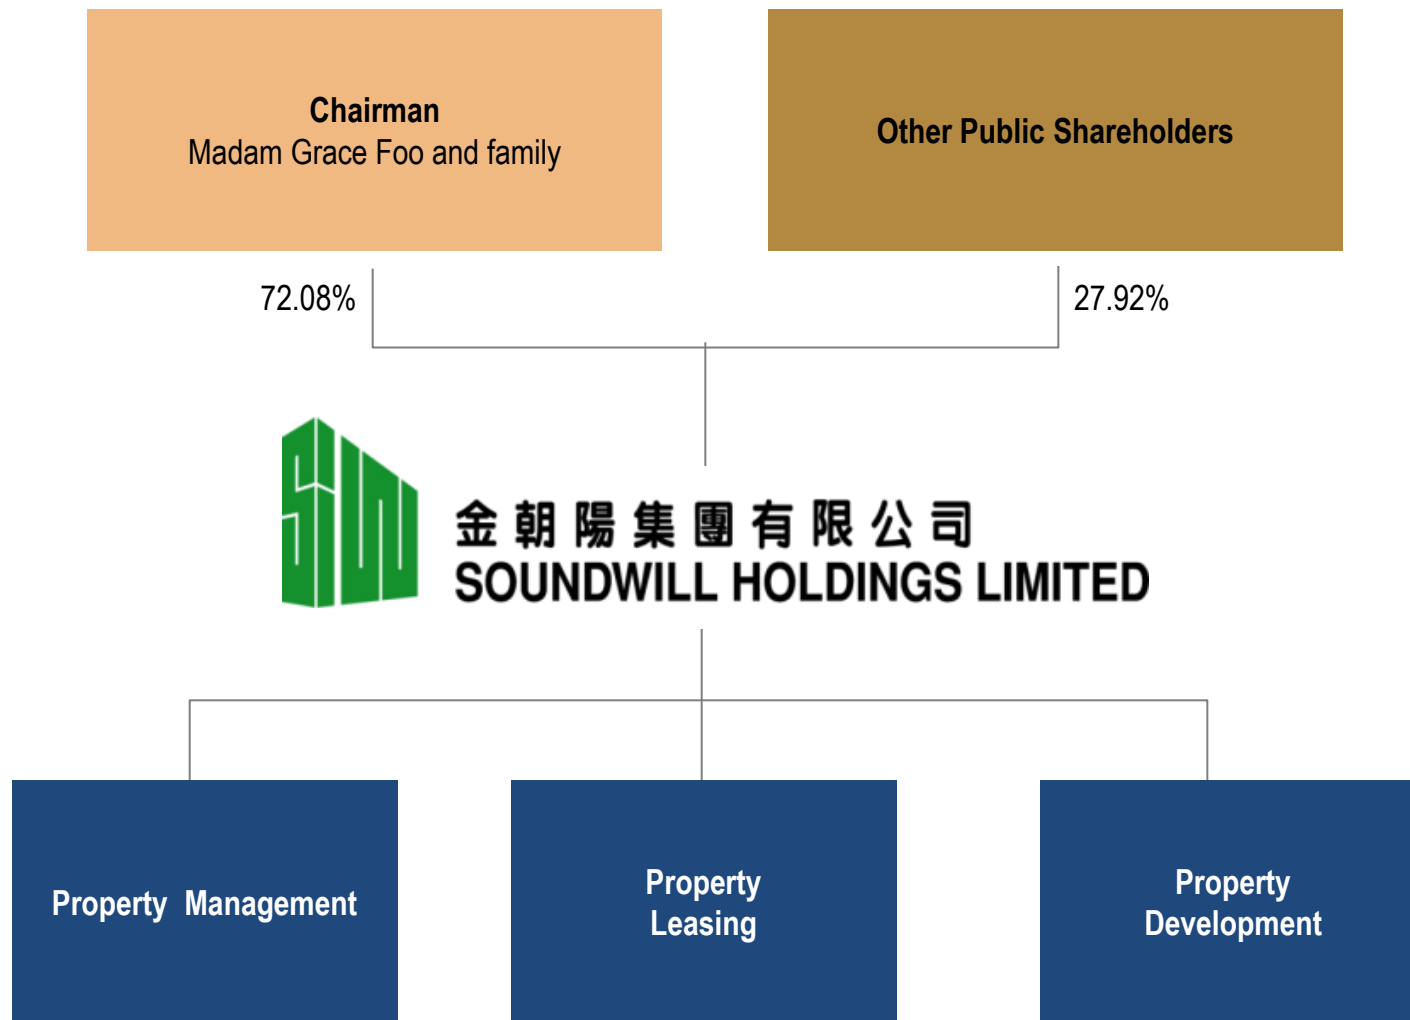 Chairman
Madam Grace Foo and family
Other Public Shareholders
72.08%
27.92%
金朝陽集團有限公司
SOUNDWILL HOLDINGS LIMITED
Property Management
Property
Leasing
Property
Development